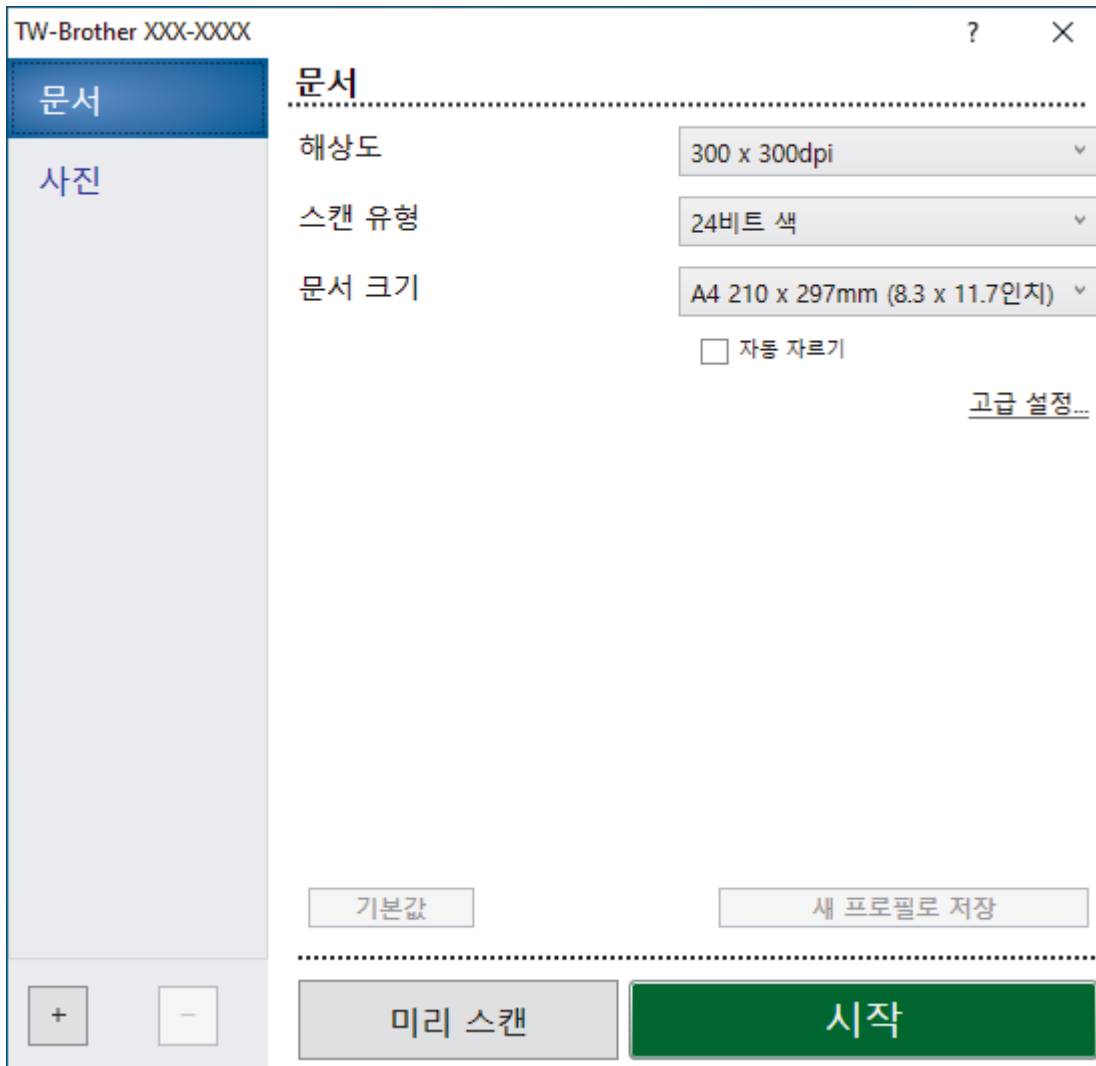 TW-Brother XXX-XXXX
?
문서
사진
문서
해상도
300 x 300dpi
스캔 유형
24비트 색
문서 크기
A4 210 x 297mm (8.3 x 11.7인치)
자동 자르기
고급 설정...
기본값
새 프로필로 저장
+
−
미리 스캔
시작